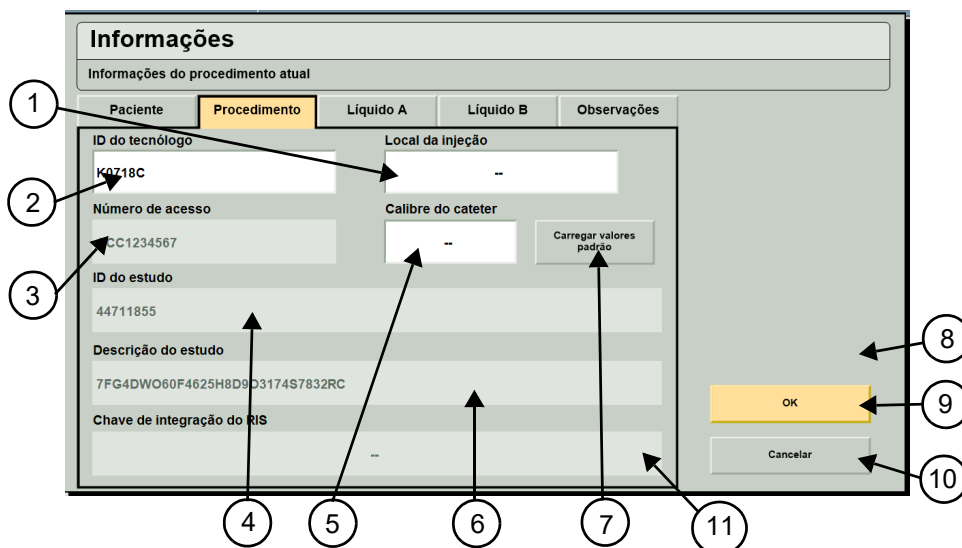 Informações
Informações do procedimento atual
Paciente
Procedimento
Líquido A
Líquido B
Observações
1
ID do tecnólogo
Local da injeção
K0718C
--
2
Número de acesso
Calibre do cateter
CC1234567
--
Carregar valores
padrão
3
ID do estudo
44711855
8
Descrição do estudo
7FG4DWO60F4625H8D9O3174S7832RC
OK
9
Chave de integração do RIS
--
Cancelar
10
4
5
6
7
11